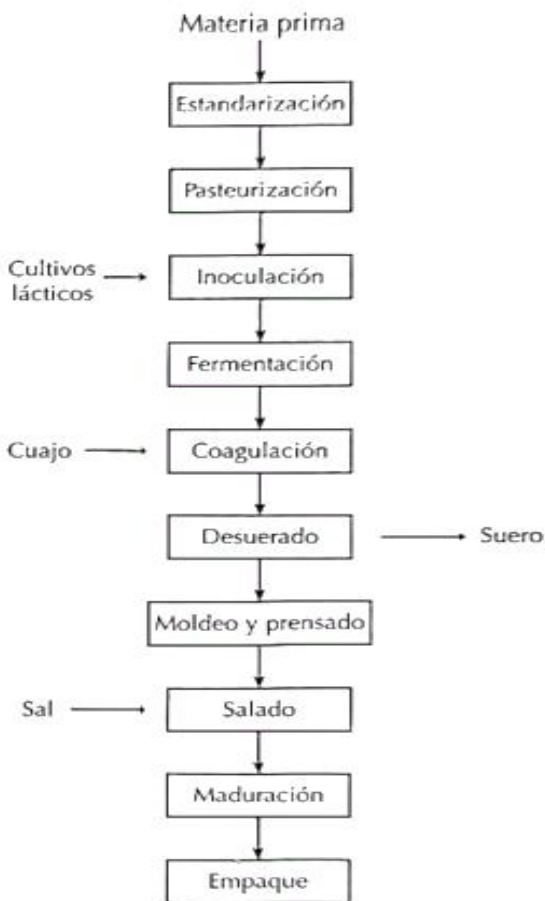 Materia prima
Estandarización
Pasteurización
Cultivos
lácticos
Inoculación
Fermentación
Cuajo
Coagulación
Desuerado
Suero
Moldeo y prensado
Sal
Salado
Maduración
Empaque